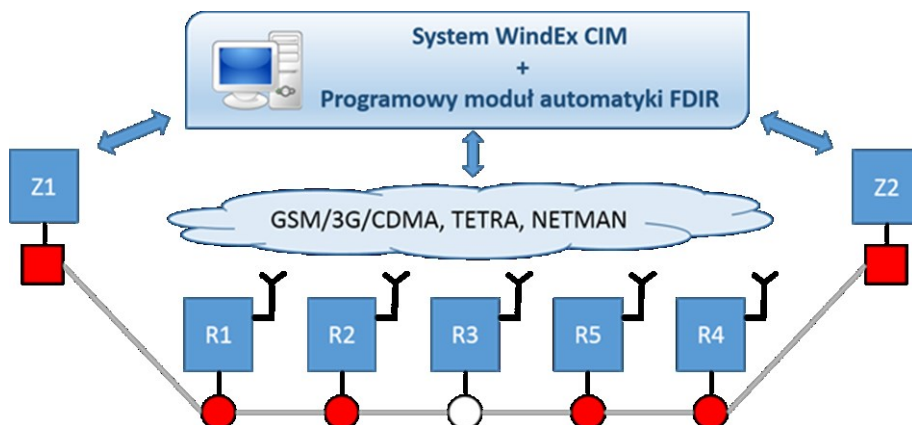 System WindEx CIM
+
Programowy moduł automatyki FDIR
Z1
Z2
GSM/3G/CDMA, TETRA, NETMAN
R1
R2
R3
R5
R4